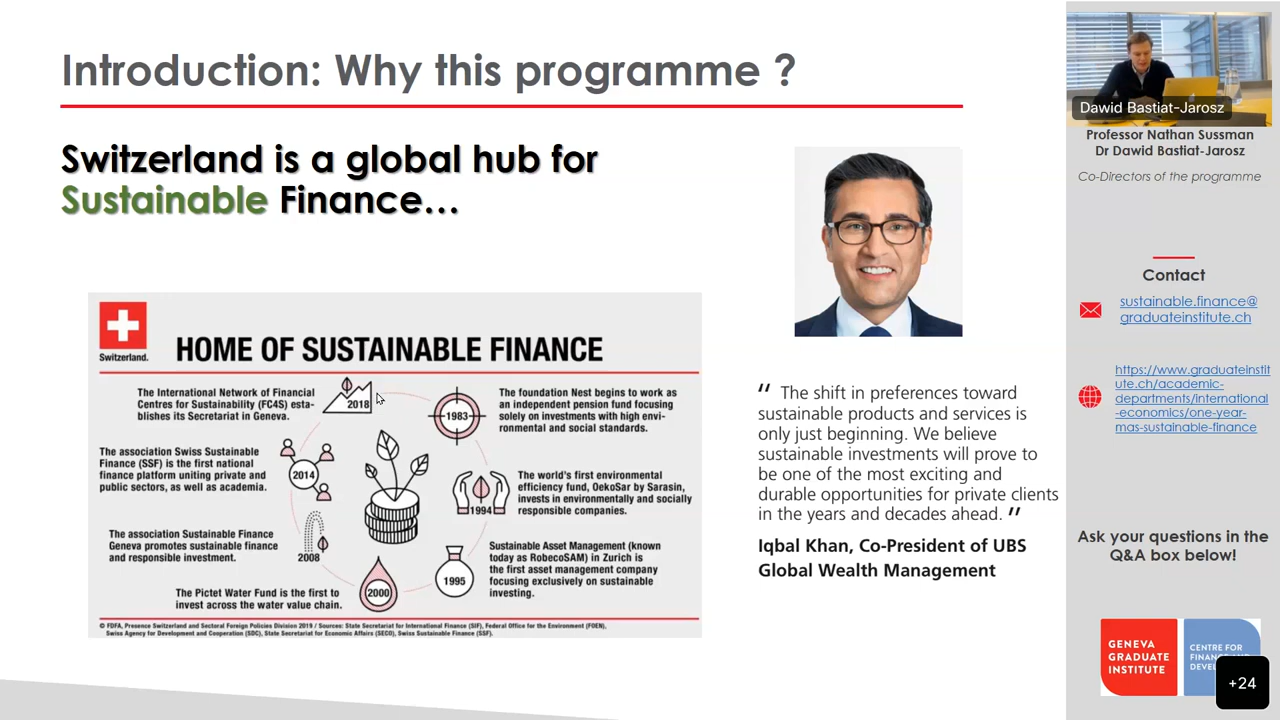 Introduction: Why this programme ?
Switzerland is a global hub for
Sustainable Finance…
Switzerland.
HOME OF SUSTAINABLE FINANCE
The International Network of Financial
Centres for Sustainability (FC4S) esta-
blishes its Secretariat in Geneva.
2018
1983
The foundation Nest begins to work as
an independent pension fund focusing
solely on investments with high envi-
ronmental and social standards.
The association Swiss Sustainable
Finance (SSF) is the first national
finance platform uniting private and
public sectors, as well as academia.
2014
1994
The world's first environmental
efficiency fund, OekoSar by Sarasin,
invests in environmentally and socially
responsible companies.
The association Sustainable Finance
Geneva promotes sustainable finance
and responsible investment.
2008
1995
Sustainable Asset Management (known
today as RobecoSAM) in Zurich is
the first asset management company
focusing exclusively on sustainable
investing.
The Pictet Water Fund is the first to
invest across the water value chain.
2000
© FDFA, Presence Switzerland and Sectoral Foreign Policies Division 2019 / Sources: State Secretariat for International Finance (SIF), Federal Office for the Environment (FOEN),
Swiss Agency for Development and Cooperation (SDC), State Secretariat for Economic Affairs (SECO), Swiss Sustainable Finance (SSF).
“ The shift in preferences toward
sustainable products and services is
only just beginning. We believe
sustainable investments will prove to
be one of the most exciting and
durable opportunities for private clients
in the years and decades ahead. ”
Iqbal Khan, Co-President of UBS
Global Wealth Management
Dawid Bastiat-Jarosz
Professor Nathan Sussman
Dr Dawid Bastiat-Jarosz
Co-Directors of the programme
Contact
sustainable.finance@
graduateinstitute.ch
https://www.graduateinstit
ute.ch/academic-
departments/international
-economics/one-year-
mas-sustainable-finance
Ask your questions in the
Q&A box below!
GENEVA
GRADUATE
INSTITUTE
CENTRE FOR
+24